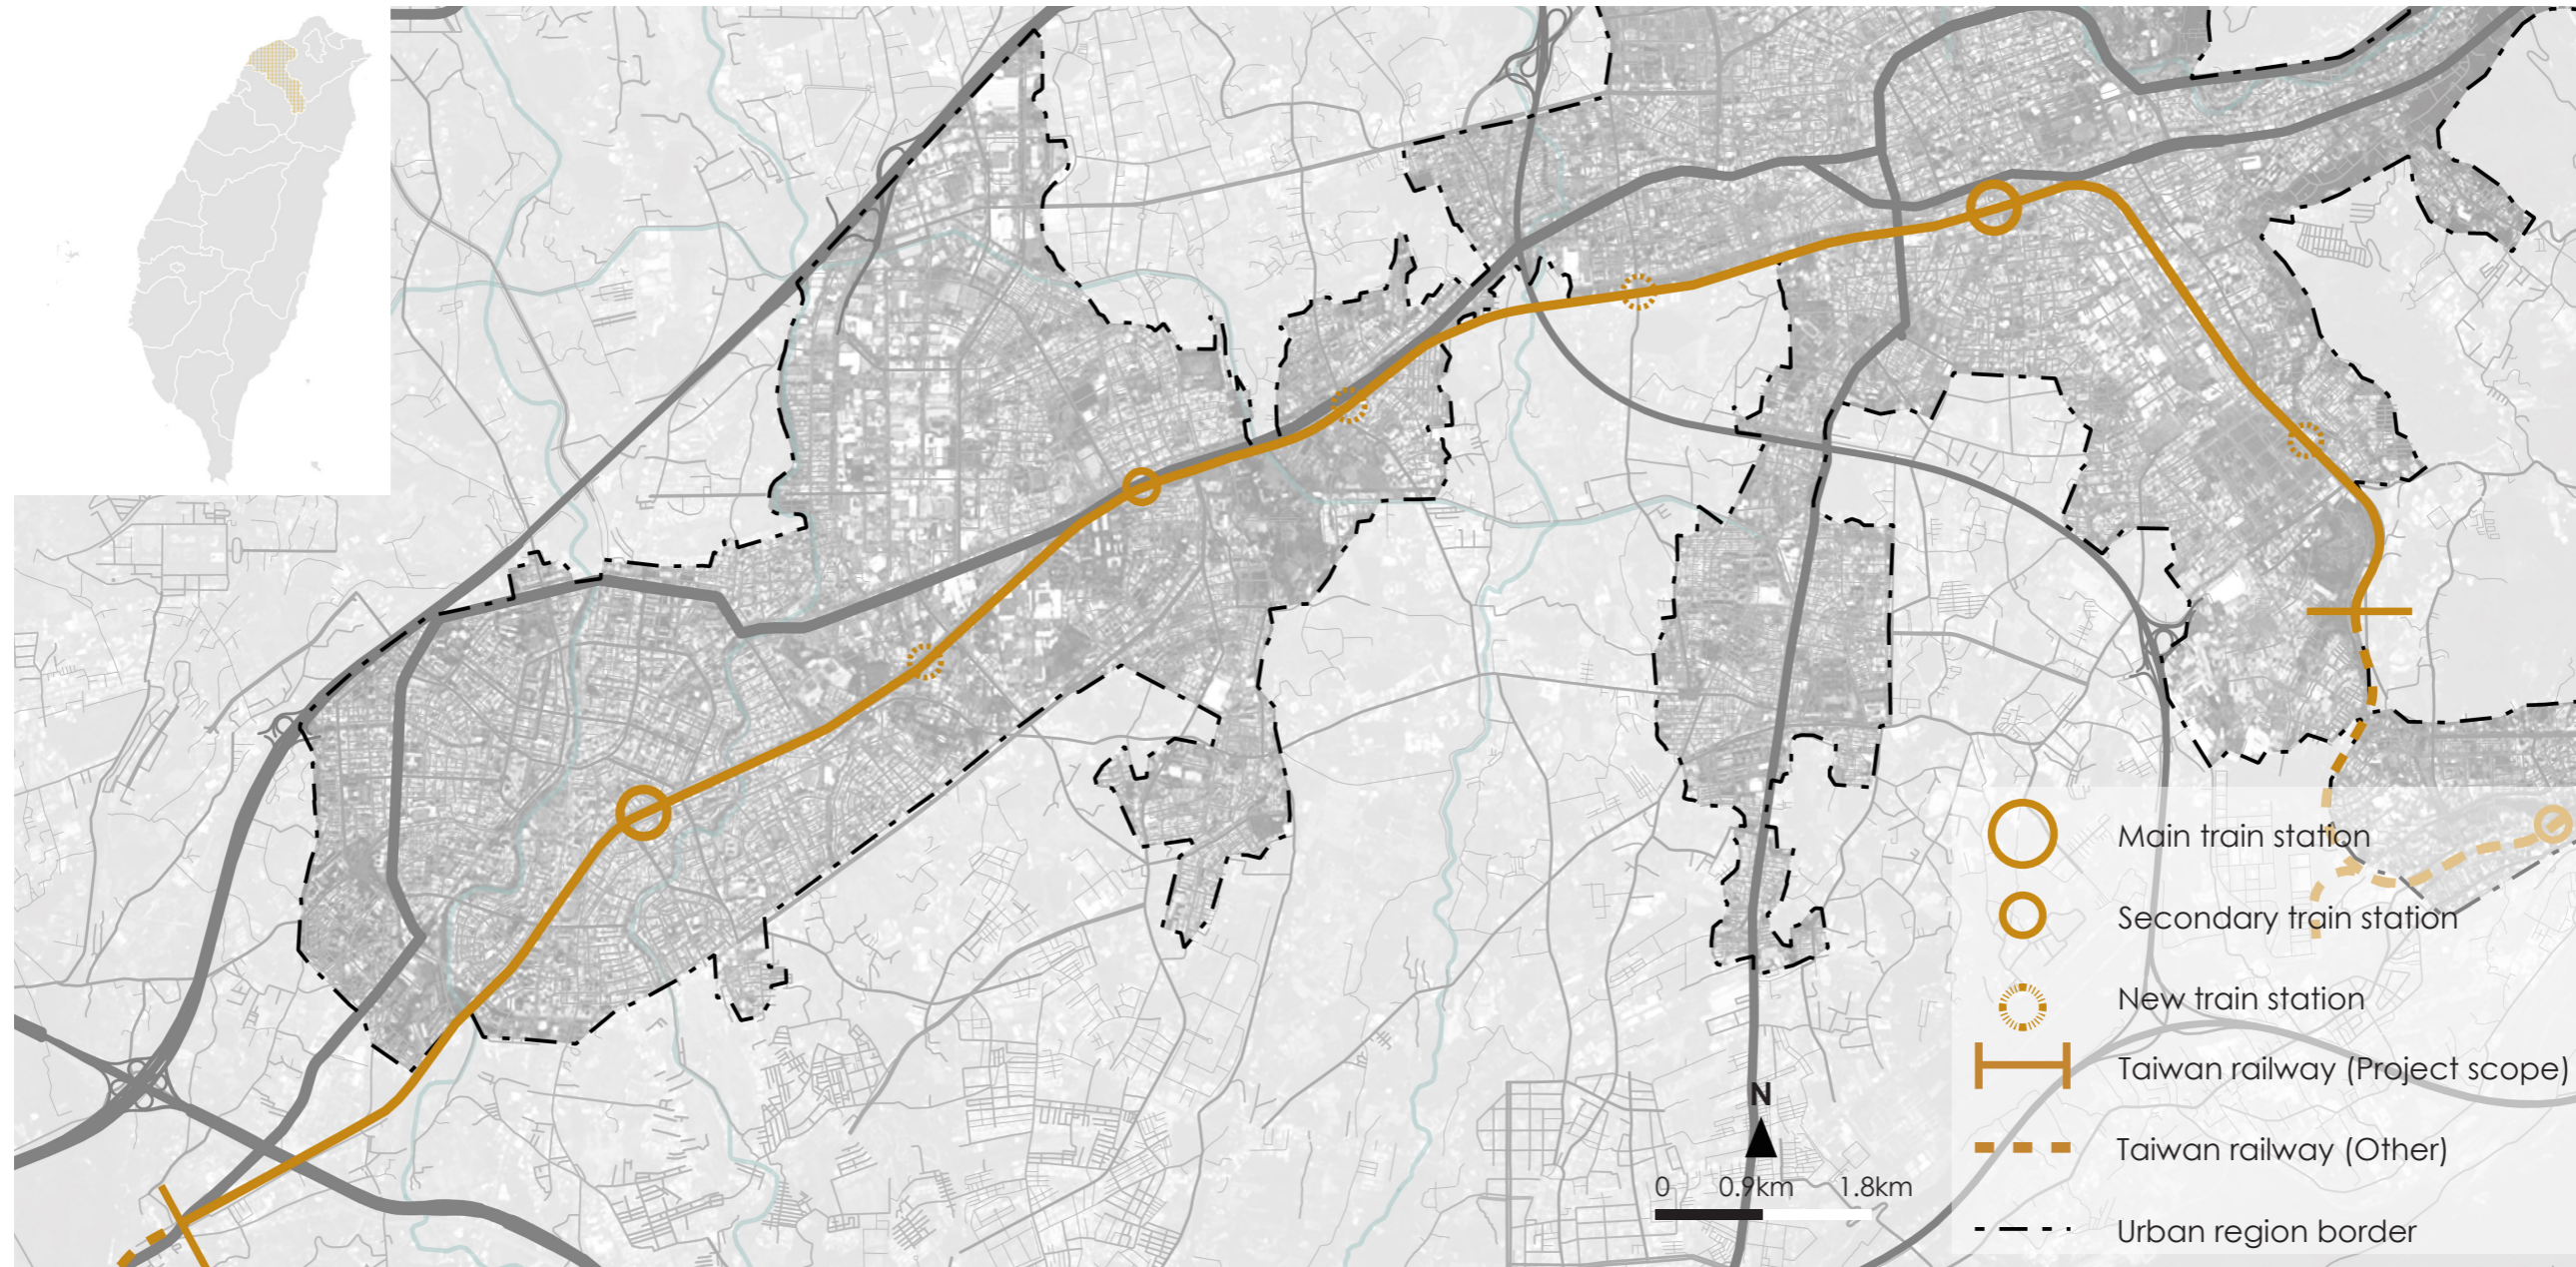 N
0 0.9km 1.8km
Main train station
Secondary train station
New train station
Taiwan railway (Project scope)
Taiwan railway (Other)
Urban region border